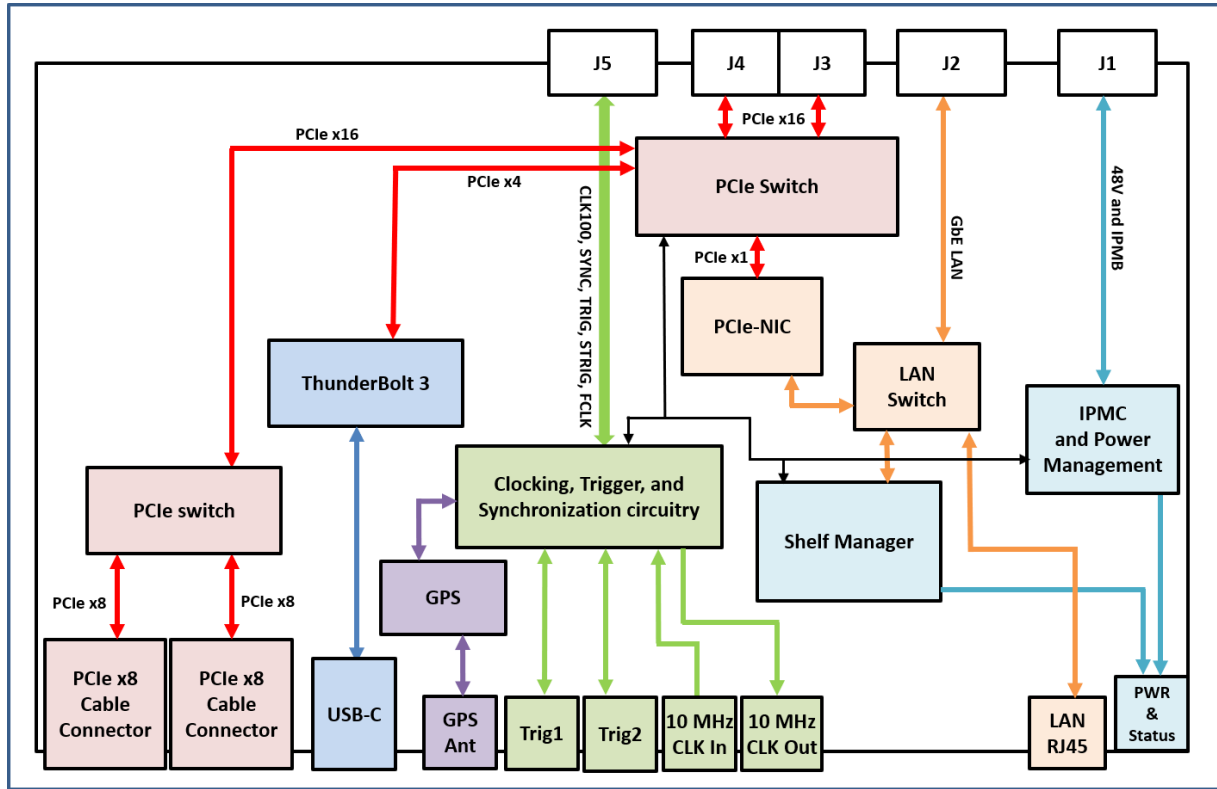 J5
J4
J3
J2
J1
PCIe x16
PCIe x16
PCIe x4
PCIe Switch
CLK100, SYNC, TRIG, STRIG, FCLK
GbE LAN
48V and IPMB
PCIe x1
PCIe-NIC
ThunderBolt 3
LAN
Switch
IPMC
and Power
Management
Clocking, Trigger, and
Synchronization circuitry
PCIe switch
Shelf Manager
GPS
PCIe x8
PCIe x8
PCIe x8
Cable
Connector
PCIe x8
Cable
Connector
USB-C
GPS
Ant
Trig1
Trig2
10 MHz
CLK In
10 MHz
CLK Out
LAN
RJ45
PWR
&
Status